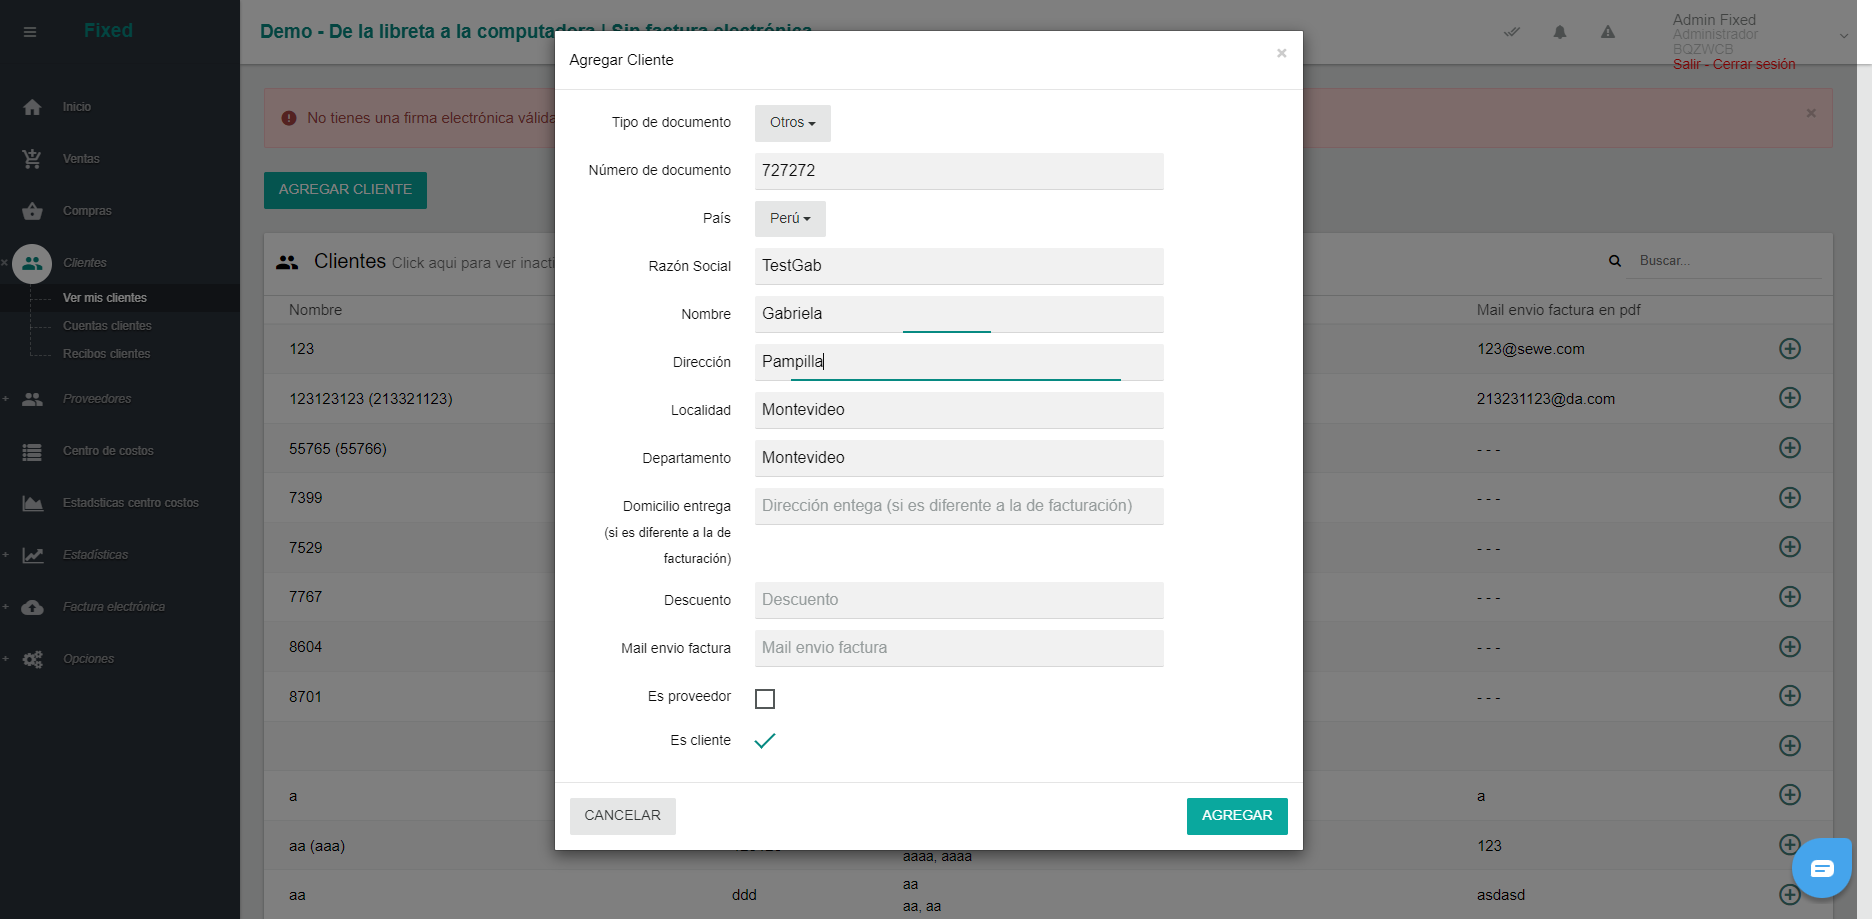 Fixed
Demo - De la libreta a la computadora | Sin factura electrónica
Admin Fixed
Administrador
BQZWCB
Salir - Cerrar sesión
Inicio
Ventas
Compras
Clientes
Ver mis clientes
Cuentas clientes
Recibos clientes
Proveedores
Centro de costos
Estadsticas centro costos
Estadísticas
Factura electrónica
Opciones
No tienes una firma electrónica válida
×
AGREGAR CLIENTE
Clientes Click aqui para ver inacti
Buscar...
Nombre
Mail envio factura en pdf
123
123@sewe.com
123123123 (213321123)
213231123@da.com
55765 (55766)
- - -
7399
- - -
7529
- - -
7767
- - -
8604
- - -
8701
- - -
a
a
aa (aaa)
aaaa, aaaa
123
aa
ddd
aa
aa, aa
asdasd
Agregar Cliente
×
Tipo de documento
Otros
Número de documento
727272
País
Perú
Razón Social
TestGab
Nombre
Gabriela
Dirección
Pampilla
Localidad
Montevideo
Departamento
Montevideo
Domicilio entrega
(si es diferente a la de
facturación)
Dirección entega (si es diferente a la de facturación)
Descuento
Descuento
Mail envio factura
Mail envio factura
Es proveedor
Es cliente
CANCELAR
AGREGAR